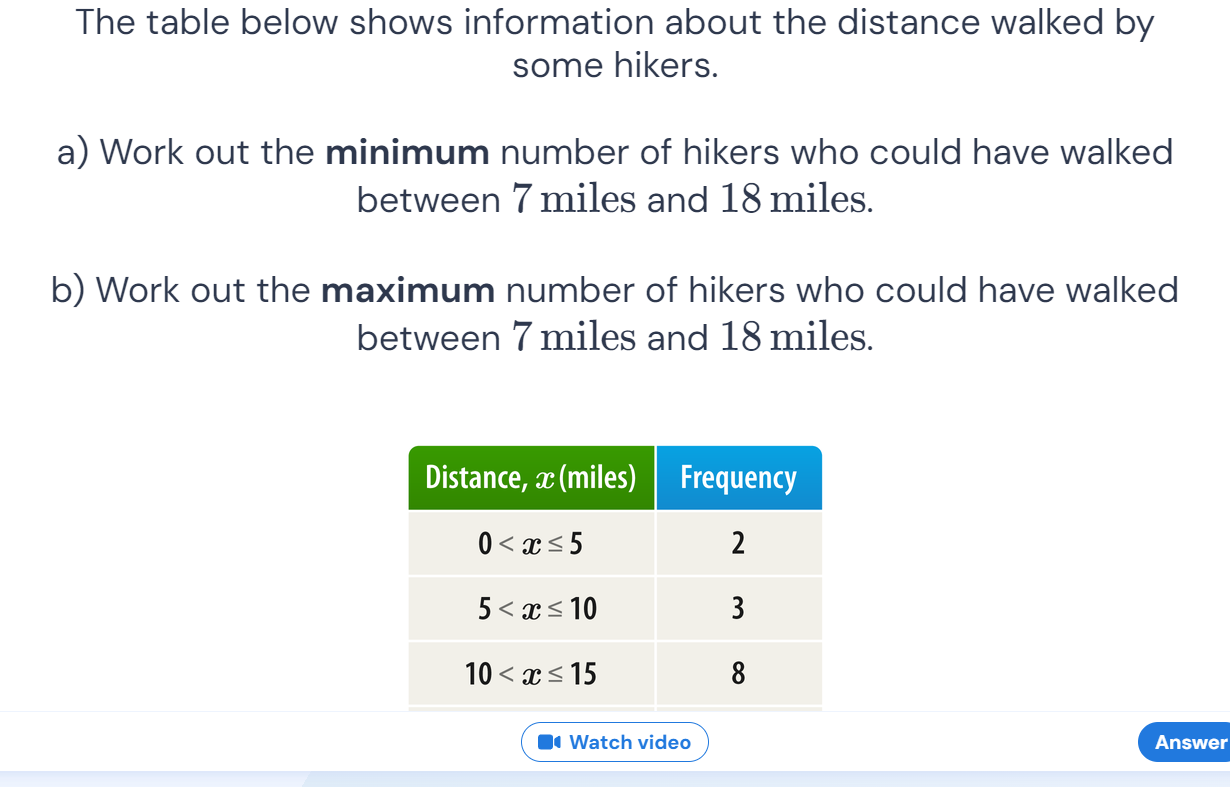 The table below shows information about the distance walked by
some hikers.
a) Work out the minimum number of hikers who could have walked
between 7 miles and 18 miles.
b) Work out the maximum number of hikers who could have walked
between 7 miles and 18 miles.
Distance, x (miles) Frequency
0 < x ≤ 5 2
5 < x ≤ 10 3
10 < x ≤ 15 8
Watch video Answer